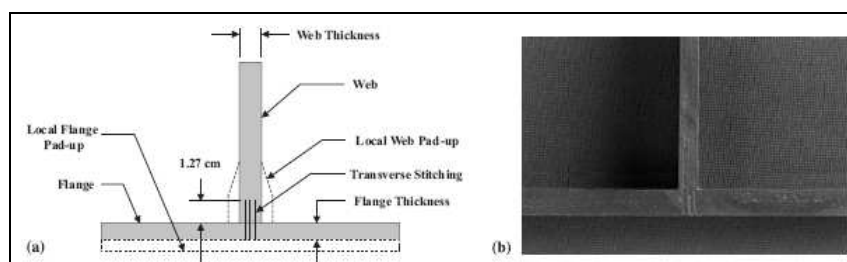 Web Thickness
Web
Local Flange
Pad-up
1.27 cm
Local Web Pad-up
Transverse Stitching
Flange
Flange Thickness
(a)
(b)